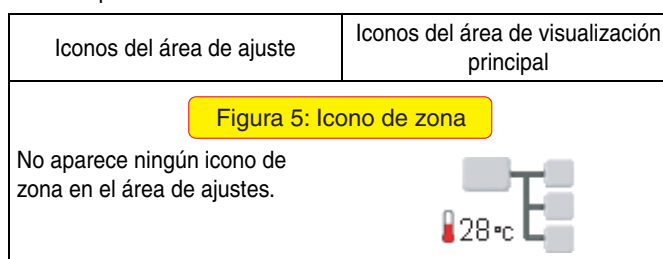 Iconos del área de ajuste
Iconos del área de visualización
principal
Figura 5: Icono de zona
No aparece ningún icono de
zona en el área de ajustes.
28°C